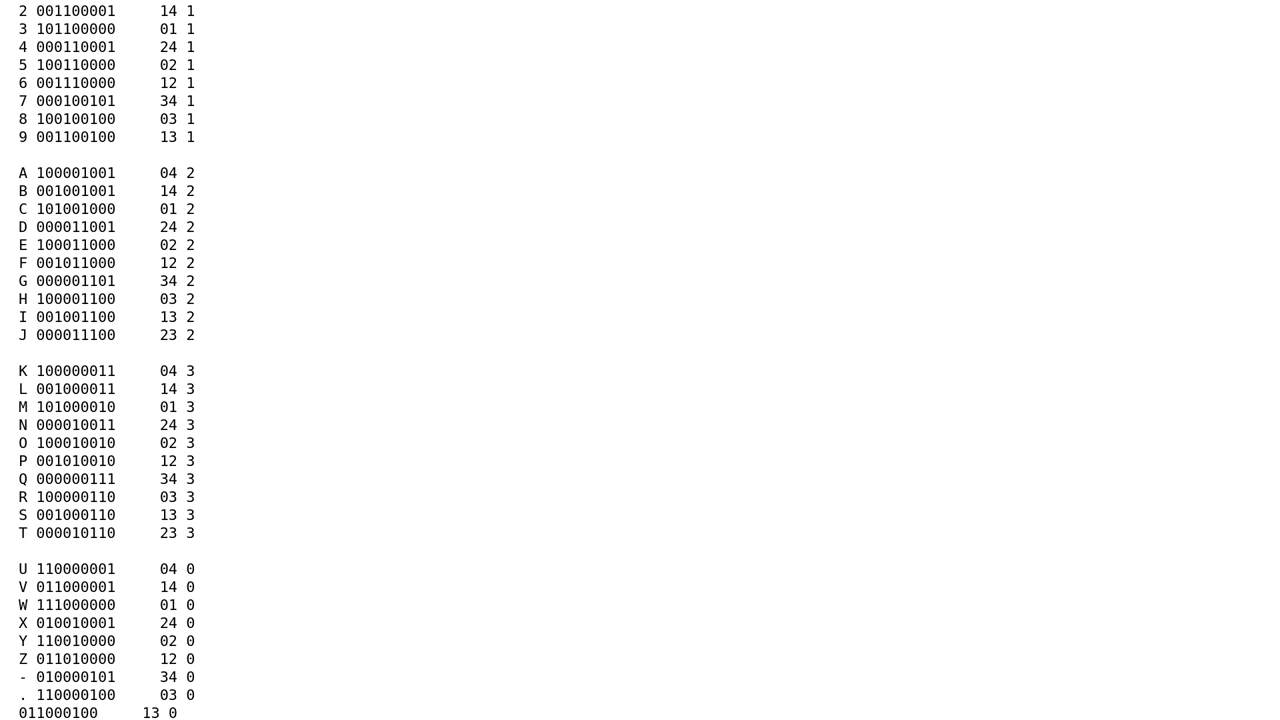 2 001100001     14 1
3 101100000     01 1
4 000110001     24 1
5 100110000     02 1
6 001110000     12 1
7 000100101     34 1
8 100100100     03 1
9 001100100     13 1

A 100001001     04 2
B 001001001     14 2
C 101001000     01 2
D 000011001     24 2
E 100011000     02 2
F 001011000     12 2
G 000001101     34 2
H 100001100     03 2
I 001001100     13 2
J 000011100     23 2

K 100000011     04 3
L 001000011     14 3
M 101000010     01 3
N 000010011     24 3
O 100010010     02 3
P 001010010     12 3
Q 000000111     34 3
R 100000110     03 3
S 001000110     13 3
T 000010110     23 3

U 110000001     04 0
V 011000001     14 0
W 111000000     01 0
X 010010001     24 0
Y 110010000     02 0
Z 011010000     12 0
- 010000101     34 0
. 110000100     03 0
011000100     13 0